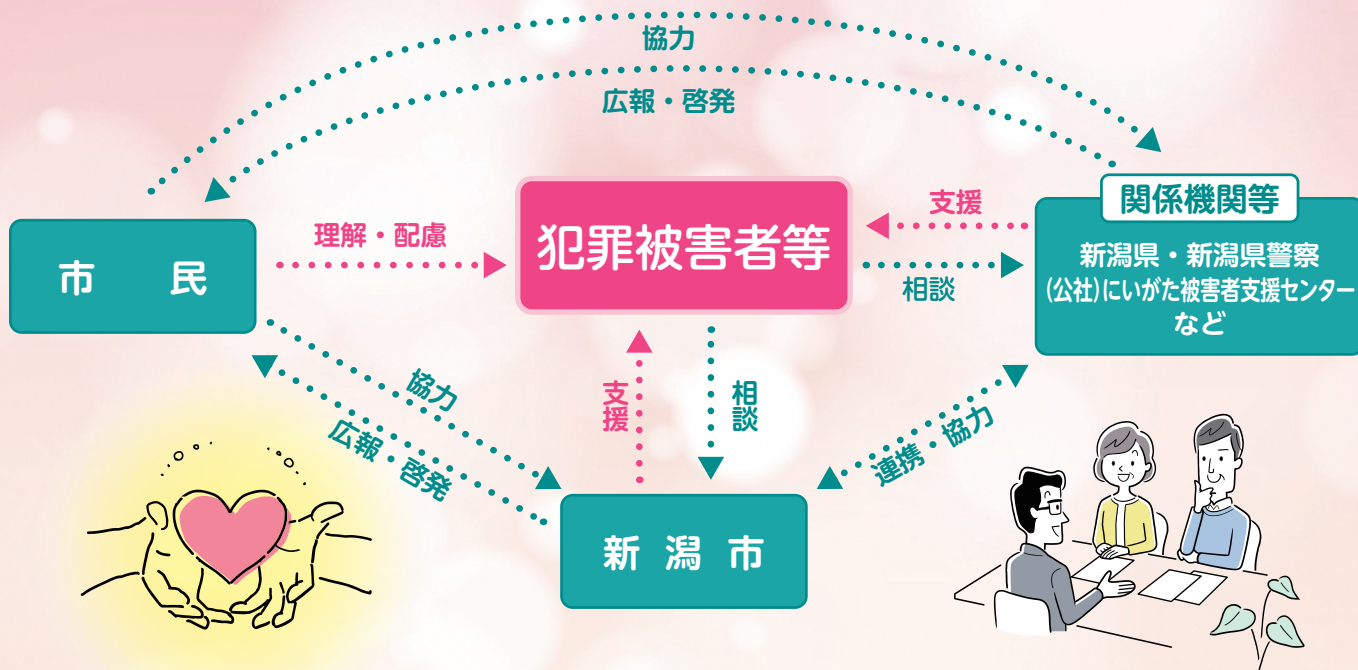 協力
広報・啓発
市　民
理解・配慮
犯罪被害者等
支援
相談
関係機関等
新潟県・新潟県警察
(公社)にいがた被害者支援センター
など
協力
広報・啓発
支援
相談
連携・協力
新潟市